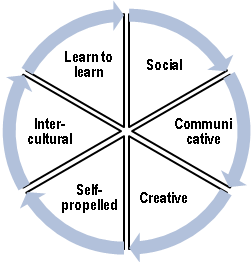 Learn to
learn
Social
Inter-
cultural
Communi
cative
Self-
propelled
Creative